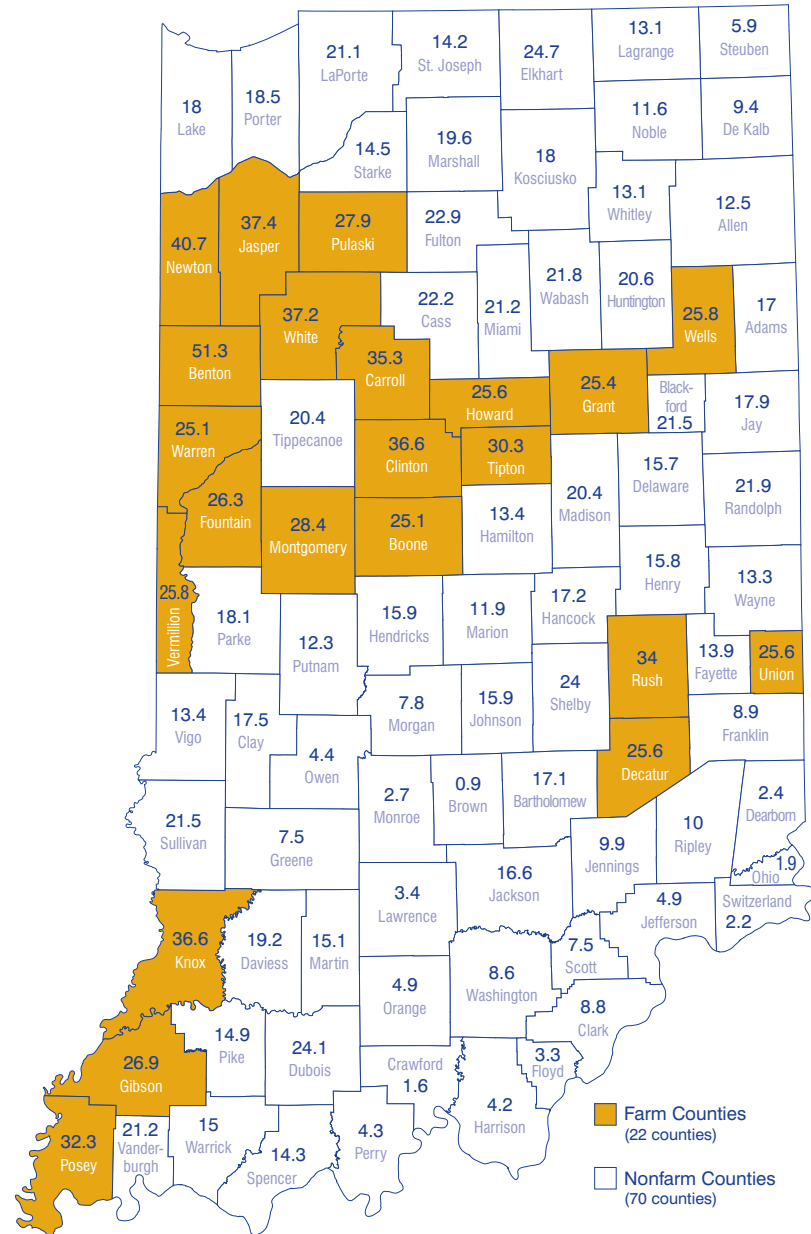 21.1
LaPorte
14.2
St. Joseph
24.7
Elkhart
13.1
Lagrange
5.9
Steuben
18
Lake
18.5
Porter
14.5
Starke
19.6
Marshall
18
Kosciusko
11.6
Noble
9.4
De Kalb
13.1
Whitley
12.5
Allen
40.7
Newton
37.4
Jasper
27.9
Pulaski
22.9
Fulton
22.2
Cass
21.2
Miami
21.8
Wabash
20.6
Huntington
25.8
Wells
17
Adams
37.2
White
51.3
Benton
35.3
Carroll
25.6
Howard
25.4
Grant
Black-
ford
21.5
17.9
Jay
25.1
Warren
20.4
Tippecanoe
36.6
Clinton
30.3
Tipton
20.4
Madison
15.7
Delaware
21.9
Randolph
26.3
Fountain
28.4
Montgomery
25.1
Boone
13.4
Hamilton
15.8
Henry
13.3
Wayne
25.8
Vermillion
18.1
Parke
12.3
Putnam
15.9
Hendricks
11.9
Marion
17.2
Hancock
34
Rush
13.9
Fayette
25.6
Union
13.4
Vigo
17.5
Clay
4.4
Owen
7.8
Morgan
15.9
Johnson
24
Shelby
25.6
Decatur
8.9
Franklin
21.5
Sullivan
7.5
Greene
2.7
Monroe
0.9
Brown
17.1
Bartholomew
9.9
Jennings
10
Ripley
2.4
Dearborn
1.9
Ohio
Switzerland
2.2
36.6
Knox
19.2
Daviess
15.1
Martin
3.4
Lawrence
16.6
Jackson
4.9
Jefferson
7.5
Scott
4.9
Orange
8.6
Washington
8.8
Clark
26.9
Gibson
14.9
Pike
24.1
Dubois
Crawford
1.6
3.3
Floyd
4.2
Harrison
32.3
Posey
21.2
Vander-
burgh
15
Warrick
14.3
Spencer
4.3
Perry
Farm Counties
(22 counties)
Nonfarm Counties
(70 counties)